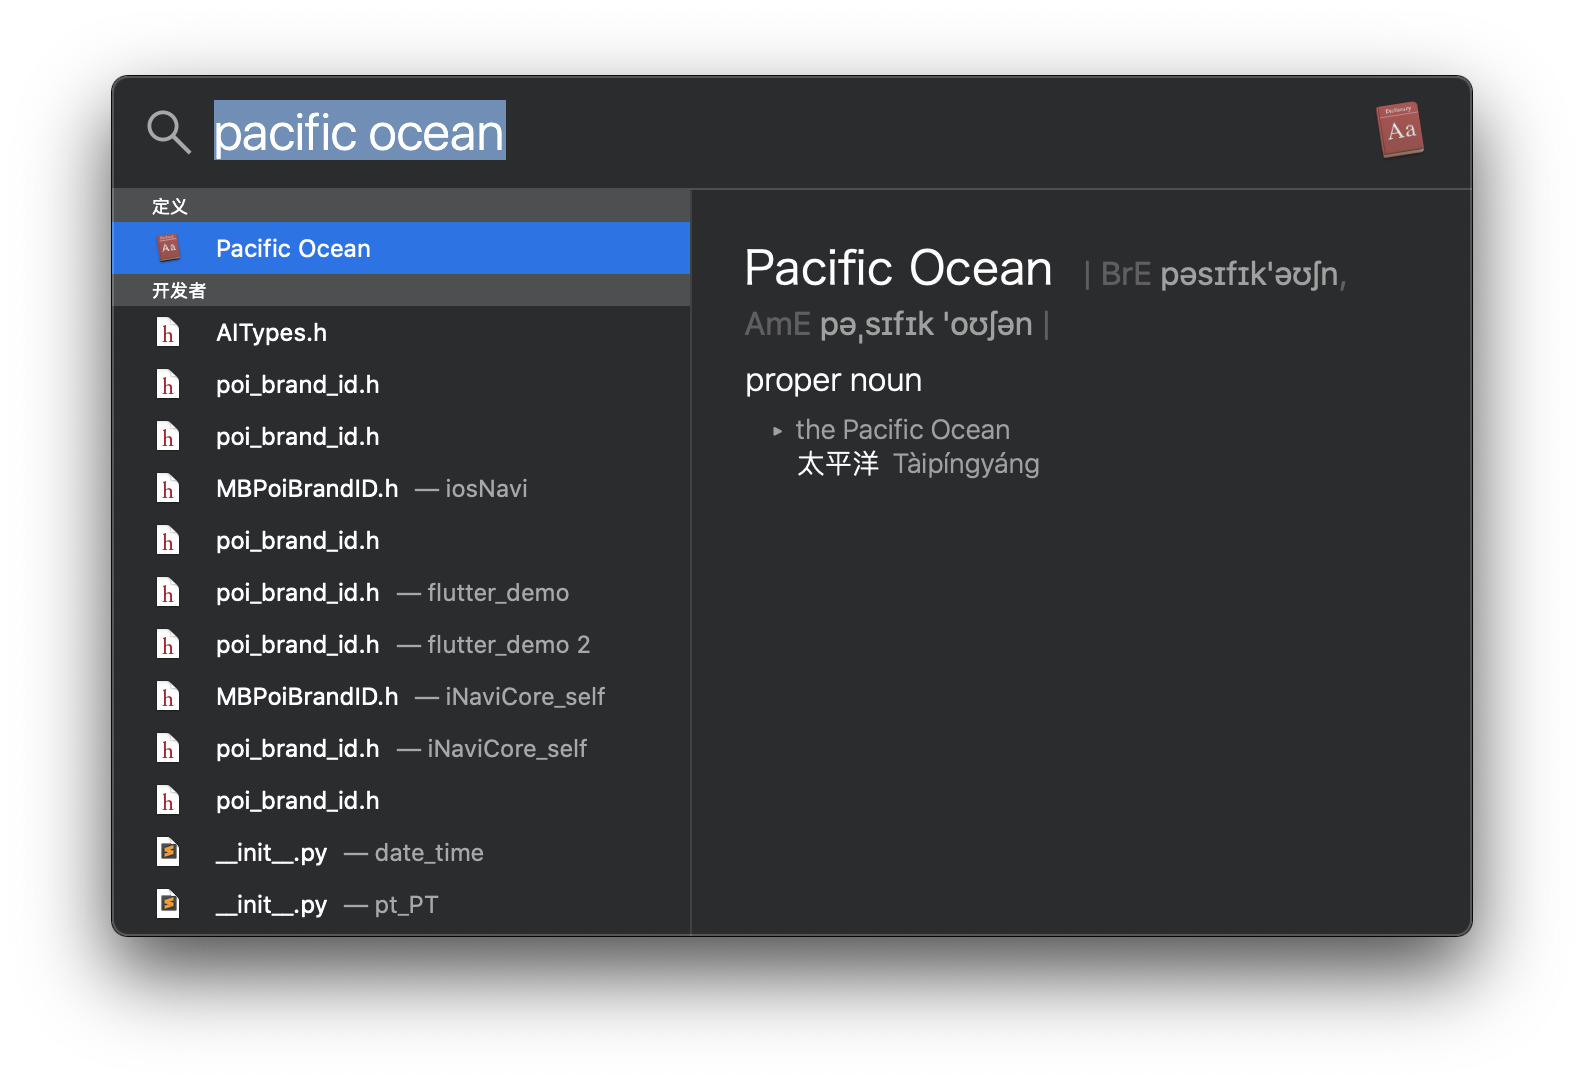 pacific ocean
定义
Pacific Ocean
开发者
AITypes.h
poi_brand_id.h
poi_brand_id.h
MBPoiBrandID.h — iosNavi
poi_brand_id.h
poi_brand_id.h — flutter_demo
poi_brand_id.h — flutter_demo 2
MBPoiBrandID.h — iNaviCore_self
poi_brand_id.h — iNaviCore_self
poi_brand_id.h
__init__.py — date_time
__init__.py — pt_PT
Dictionary
Aa
Pacific Ocean | BrE pəsɪfɪk'əʊʃn,
AmE pəˌsɪfɪk 'oʊʃən |
proper noun
▸ the Pacific Ocean
太平洋 Tàipíngyáng